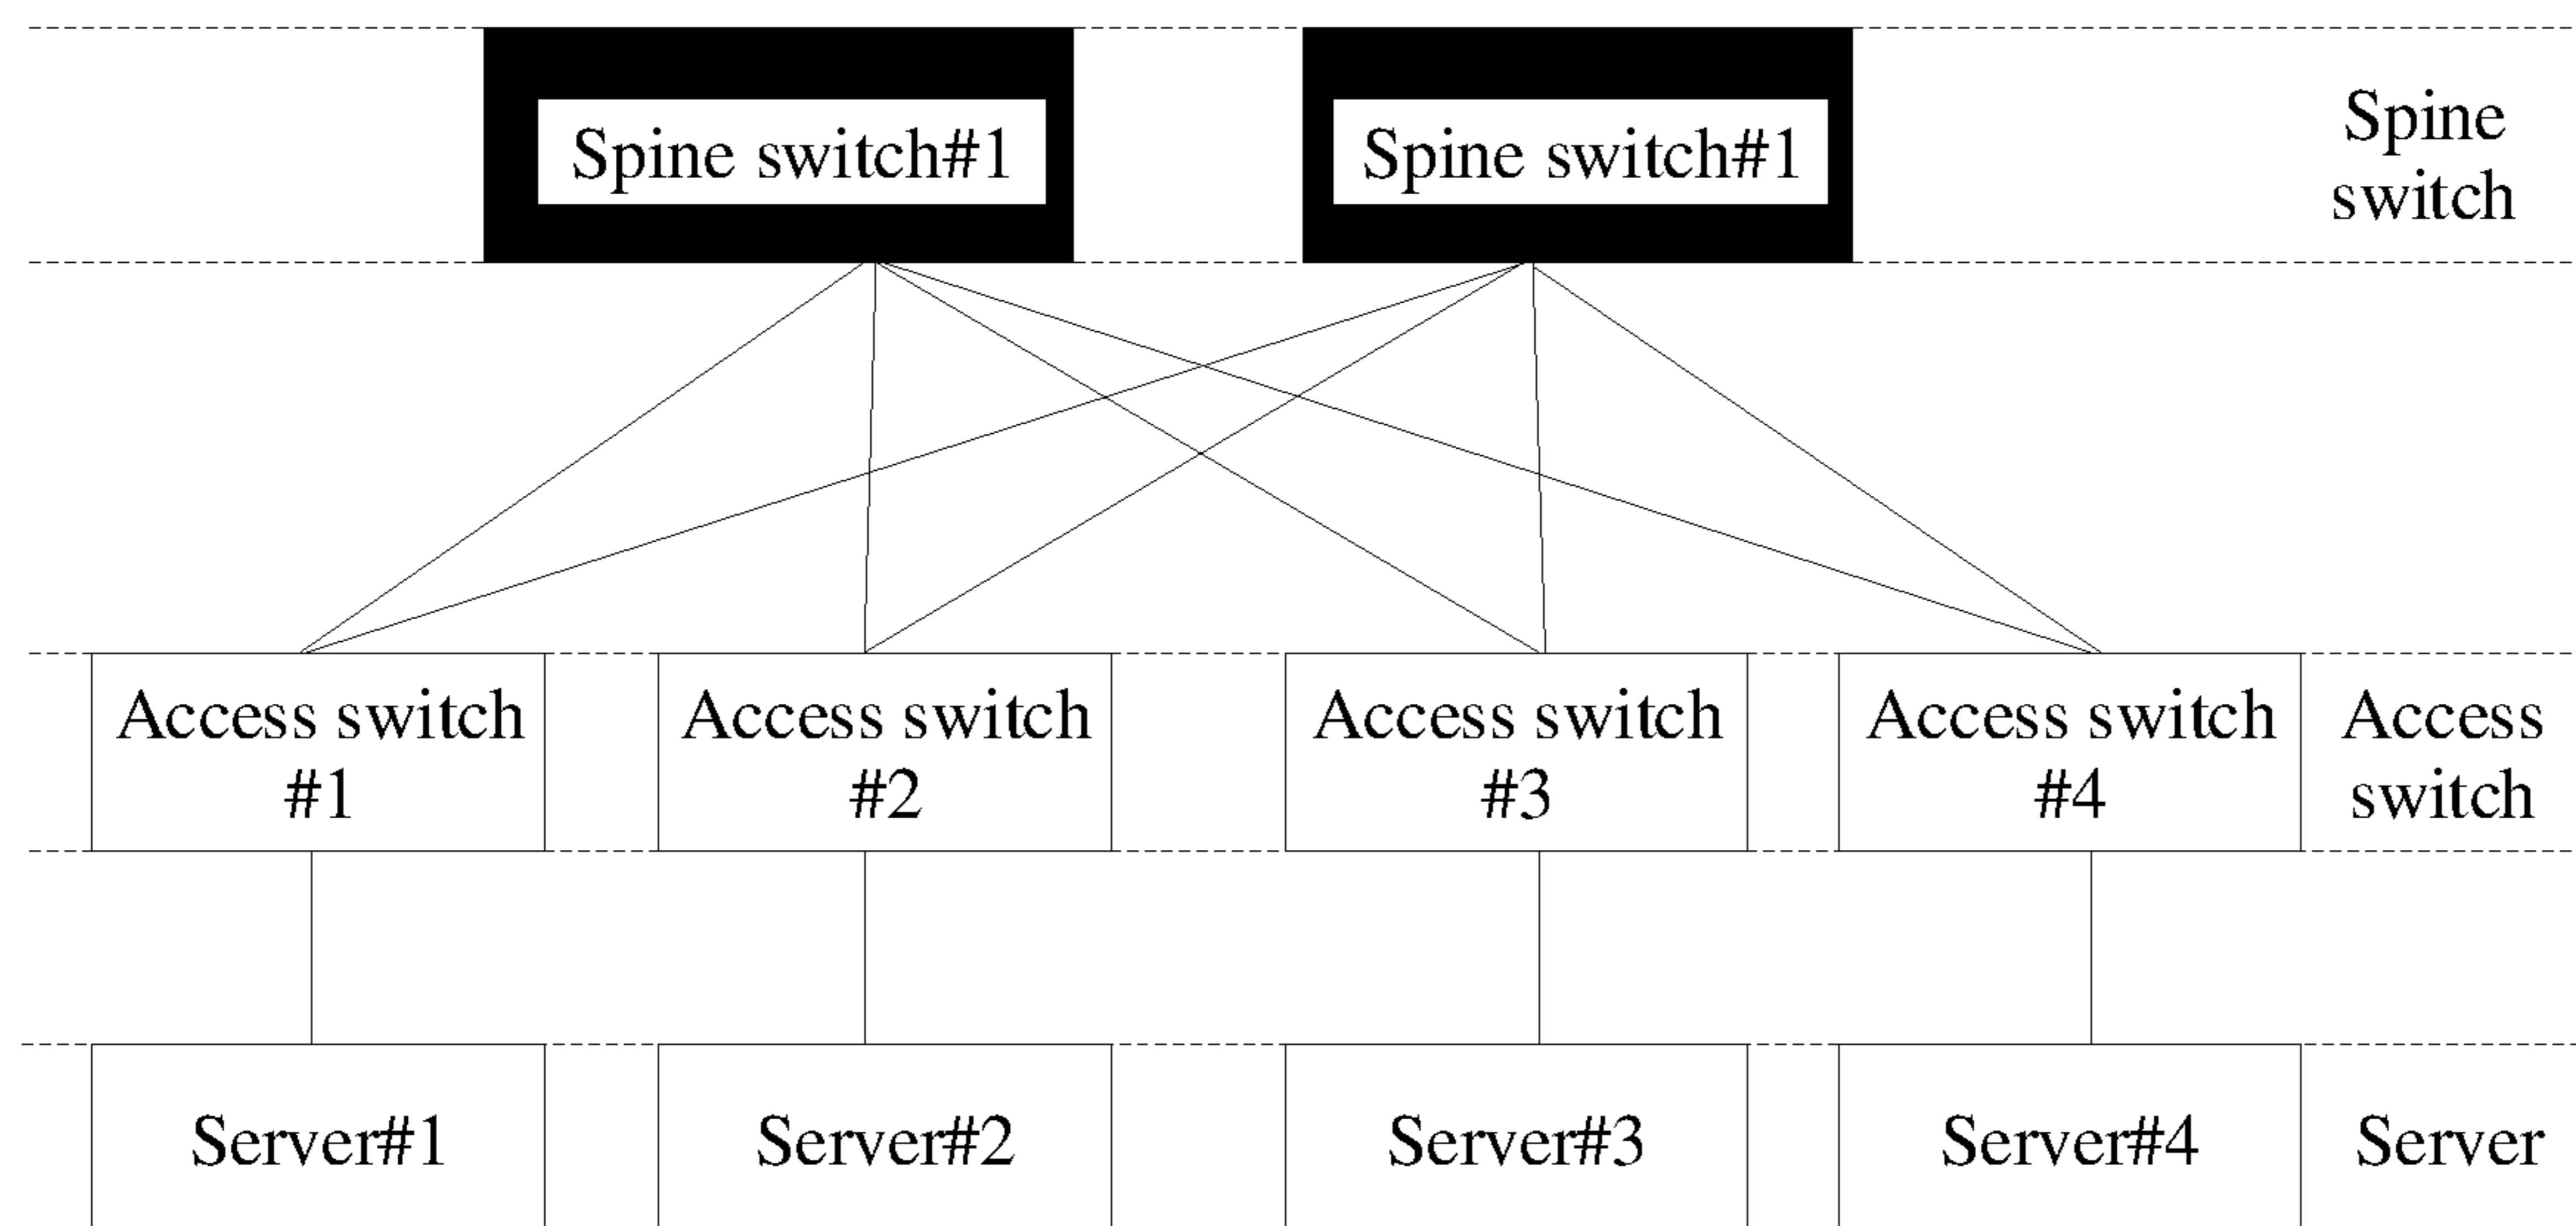 Spine switch#1
Spine switch#1
Spine
switch
Access switch
#1
Access switch
#2
Access switch
#3
Access switch
#4
Access
switch
Server#1
Server#2
Server#3
Server#4
Server